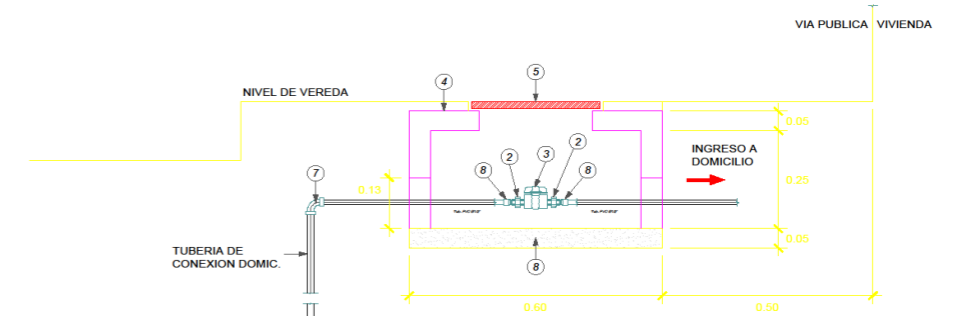 VIA PUBLICA VIVIENDA
5
4
NIVEL DE VEREDA
0.05
INGRESO A
DOMICILIO
2
3
2
8
8
7
0.13
0.25
TUBERIA DE
CONEXION DOMIC.
0.05
8
0.60
0.50